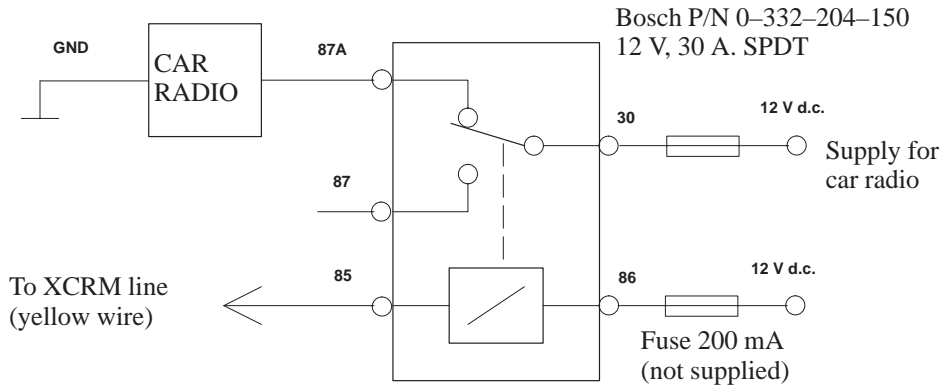 Bosch P/N 0–332–204–150
12 V, 30 A. SPDT
GND
CAR
RADIO
87A
30
12 V d.c.
Supply for
car radio
87
To XCRM line
(yellow wire)
85
86
12 V d.c.
Fuse 200 mA
(not supplied)